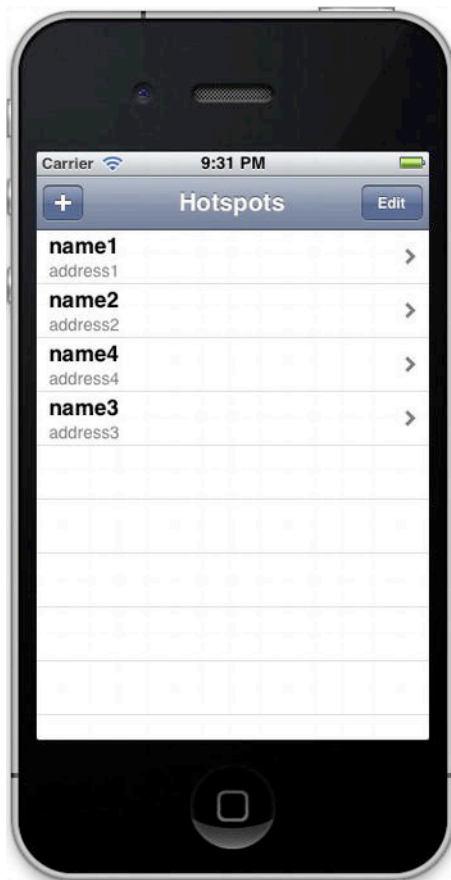 Carrier 9:31 PM
+ Hotspots Edit
name1
address1
name2
address2
name4
address4
name3
address3